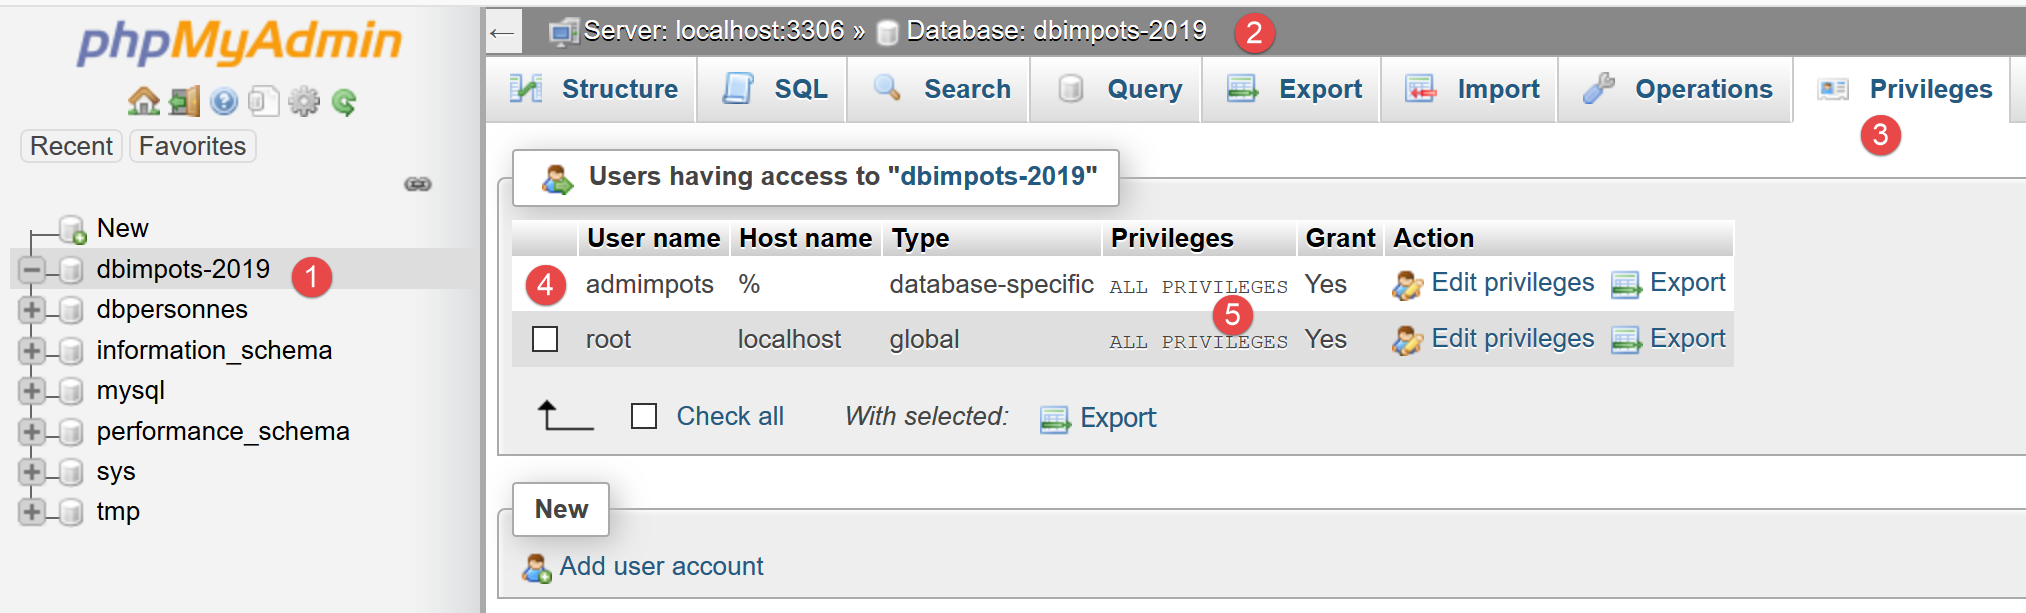 phpMyAdmin
Recent Favorites
New
dbimpots-2019 1
dbpersonnes
information_schema
mysql
performance_schema
sys
tmp
← Server: localhost:3306 » Database: dbimpots-2019 2
Structure SQL Search Query Export Import Operations Privileges
3
Users having access to "dbimpots-2019"
User name Host name Type Privileges Grant Action
4 admimpots % database-specific ALL PRIVILEGES Yes Edit privileges Export
5
root localhost global ALL PRIVILEGES Yes Edit privileges Export
Check all With selected: Export
New
Add user account